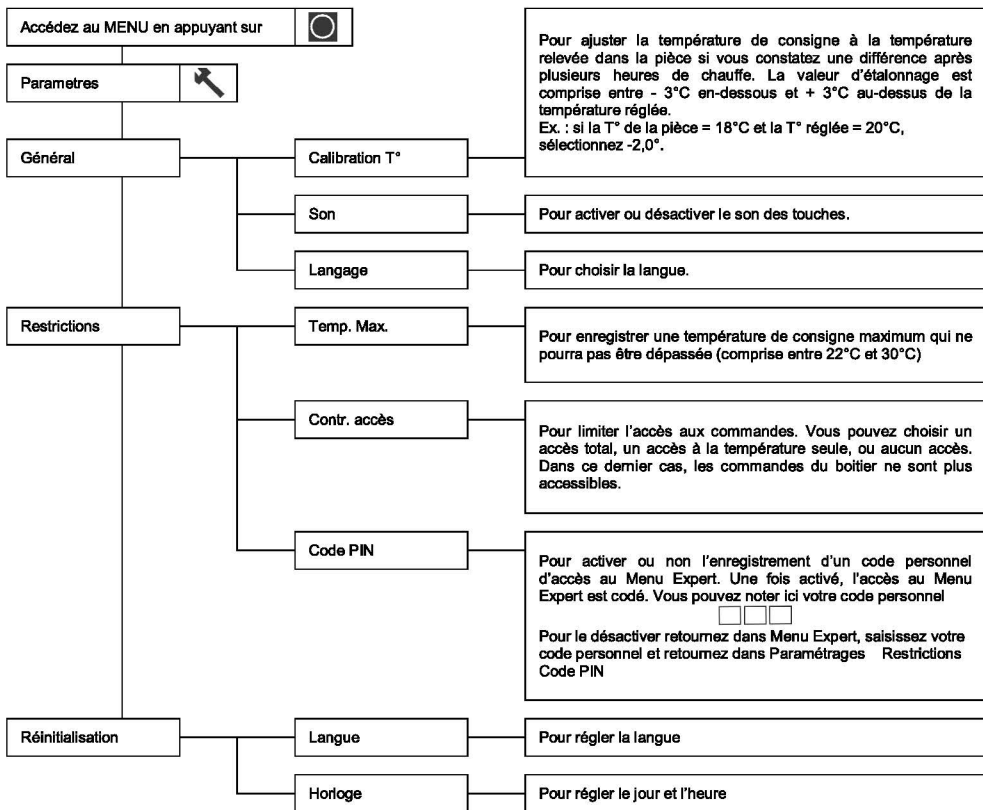 Accédez au MENU en appuyant sur
Parametres
Général
Calibration T°
Pour ajuster la température de consigne à la température
relevée dans la pièce si vous constatez une différence après
plusieurs heures de chauffe. La valeur d'étalonnage est
comprise entre - 3°C en-dessous et + 3°C au-dessus de la
température réglée.
Ex. : si la T° de la pièce = 18°C et la T° réglée = 20°C,
sélectionnez -2,0°.
Son
Pour activer ou désactiver le son des touches.
Langage
Pour choisir la langue.
Restrictions
Temp. Max.
Pour enregistrer une température de consigne maximum qui ne
pourra pas être dépassée (comprise entre 22°C et 30°C)
Contr. accès
Pour limiter l'accès aux commandes. Vous pouvez choisir un
accès total, un accès à la température seule, ou aucun accès.
Dans ce dernier cas, les commandes du boitier ne sont plus
accessibles.
Code PIN
Pour activer ou non l'enregistrement d'un code personnel
d'accès au Menu Expert. Une fois activé, l'accès au Menu
Expert est codé. Vous pouvez noter ici votre code personnel
Pour le désactiver retournez dans Menu Expert, saisissez votre
code personnel et retournez dans Paramétrages Restrictions
Code PIN
Réinitialisation
Langue
Pour régler la langue
Horloge
Pour régler le jour et l'heure